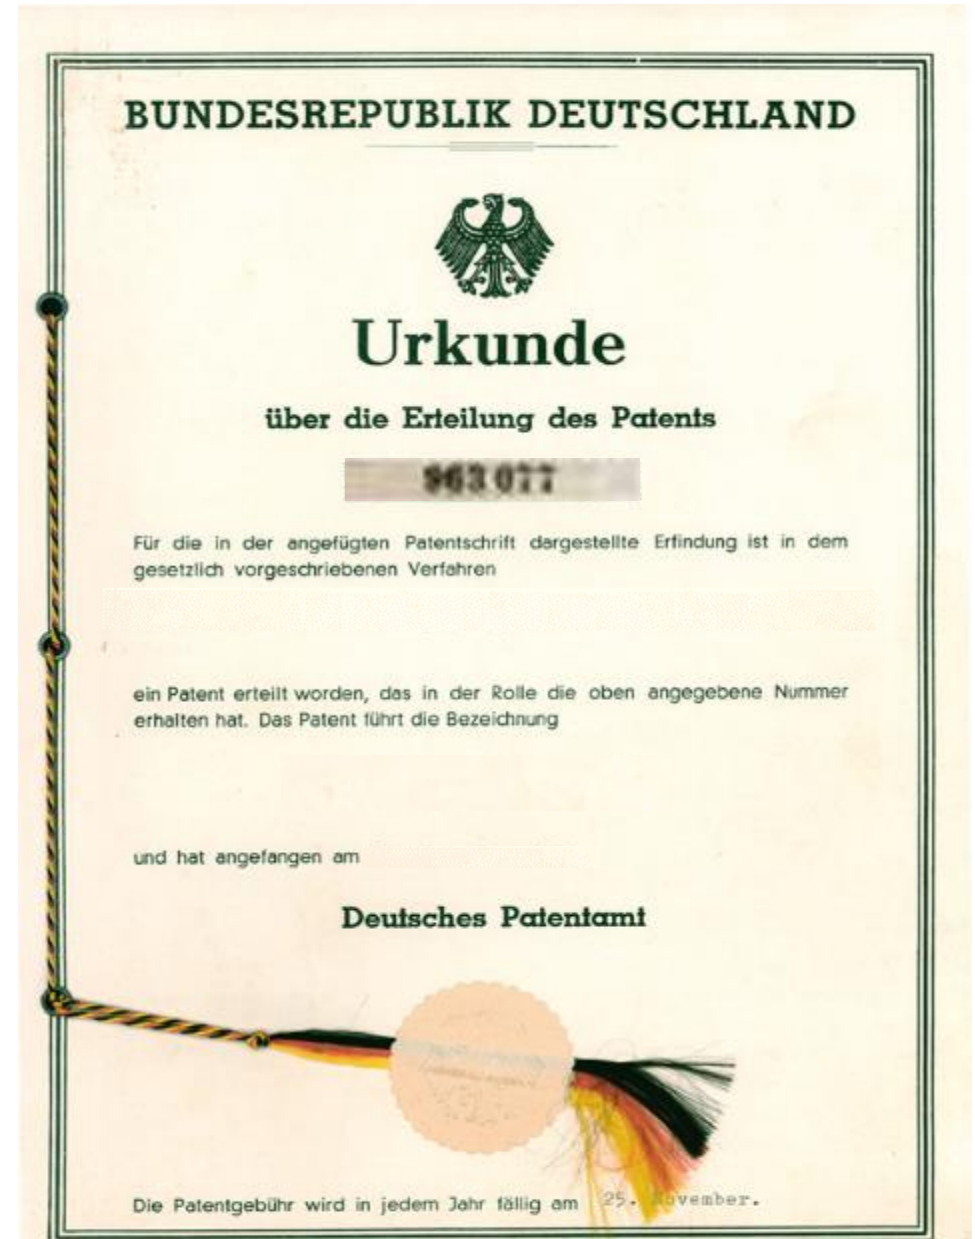 BUNDESREPUBLIK DEUTSCHLAND
Urkunde
über die Erteilung des Patents
963 077
Für die in der angefügten Patentschrift dargestellte Erfindung ist in dem
gesetzlich vorgeschriebenen Verfahren
ein Patent erteilt worden, das in der Rolle die oben angegebene Nummer
erhalten hat. Das Patent führt die Bezeichnung
und hat angefangen am
Deutsches Patentamt
Die Patentgebühr wird in jedem Jahr fällig am 25. November.